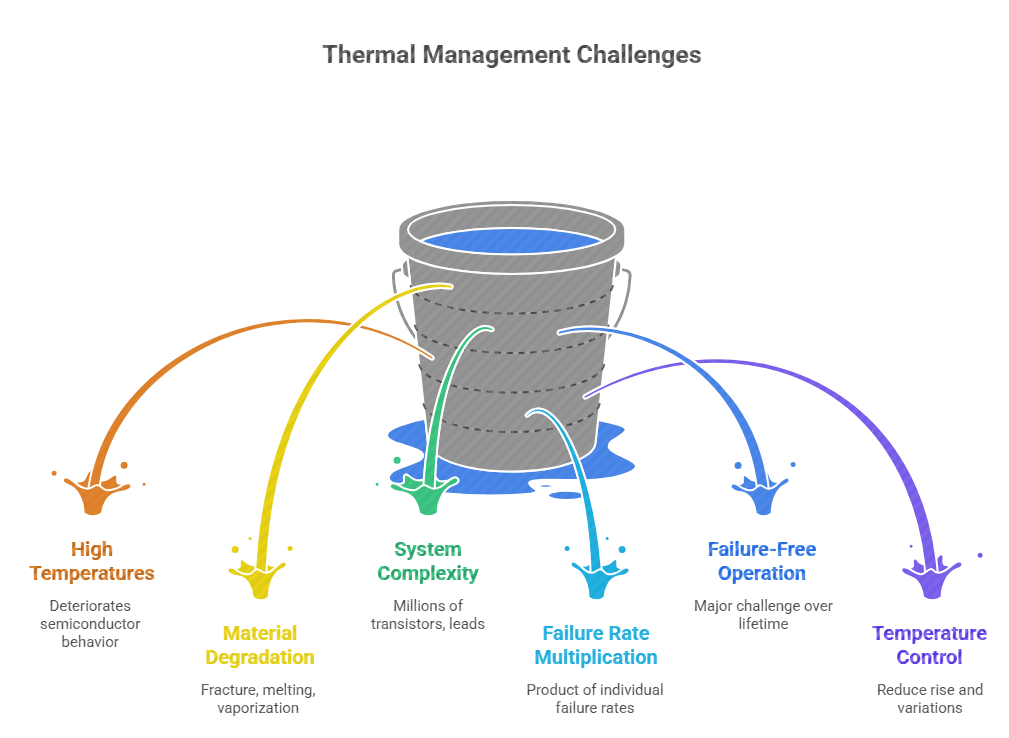 Thermal Management Challenges
High
Temperatures
Deteriorates
semiconductor
behavior
Material
Degradation
Fracture, melting,
vaporization
System
Complexity
Millions of
transistors, leads
Failure Rate
Multiplication
Product of individual
failure rates
Failure-Free
Operation
Major challenge over
lifetime
Temperature
Control
Reduce rise and
variations